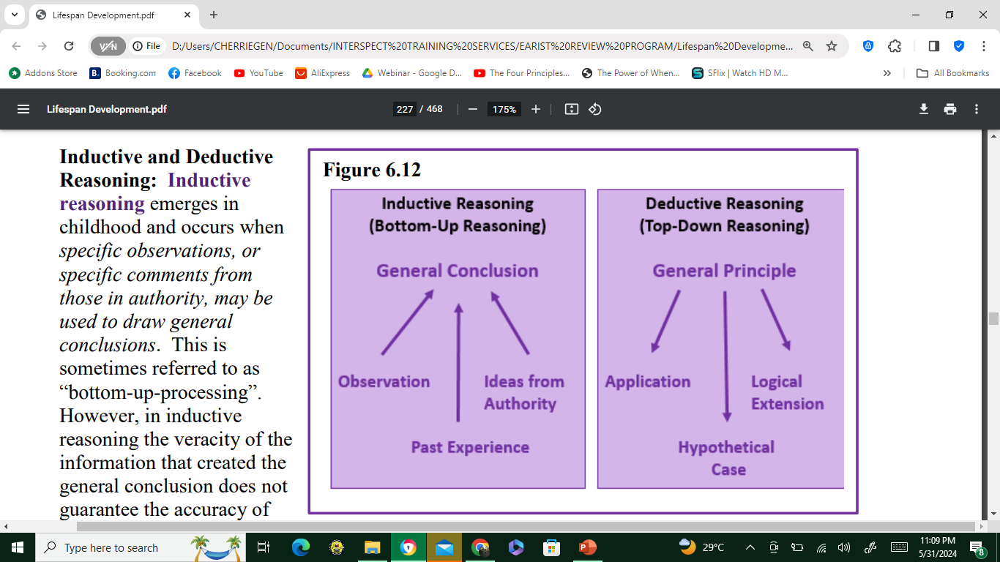 Lifespan Development.pdf
File
D:/Users/CHERRIEGEN/Documents/INTERSPECT%20TRAINING%20SERVICES/EARIST%20REVIEW%20PROGRAM/Lifespan%20Developme...
Addons Store
B. Booking.com
Facebook
YouTube
AliExpress
Webinar - Google D...
The Four Principles...
The Power of When...
SFlix | Watch HD M...
»
All Bookmarks
Lifespan Development.pdf
227 / 468
175%
Inductive and Deductive
Reasoning: Inductive
reasoning emerges in
childhood and occurs when
specific observations, or
specific comments from
those in authority, may be
used to draw general
conclusions. This is
sometimes referred to as
“bottom-up-processing”.
However, in inductive
reasoning the veracity of the
information that created the
general conclusion does not
guarantee the accuracy of
Figure 6.12
Inductive Reasoning
(Bottom-Up Reasoning)
General Conclusion
Observation
Ideas from
Authority
Past Experience
Deductive Reasoning
(Top-Down Reasoning)
General Principle
Application
Logical
Extension
Hypothetical
Case
Type here to search
29°C
11:09 PM
5/31/2024
8